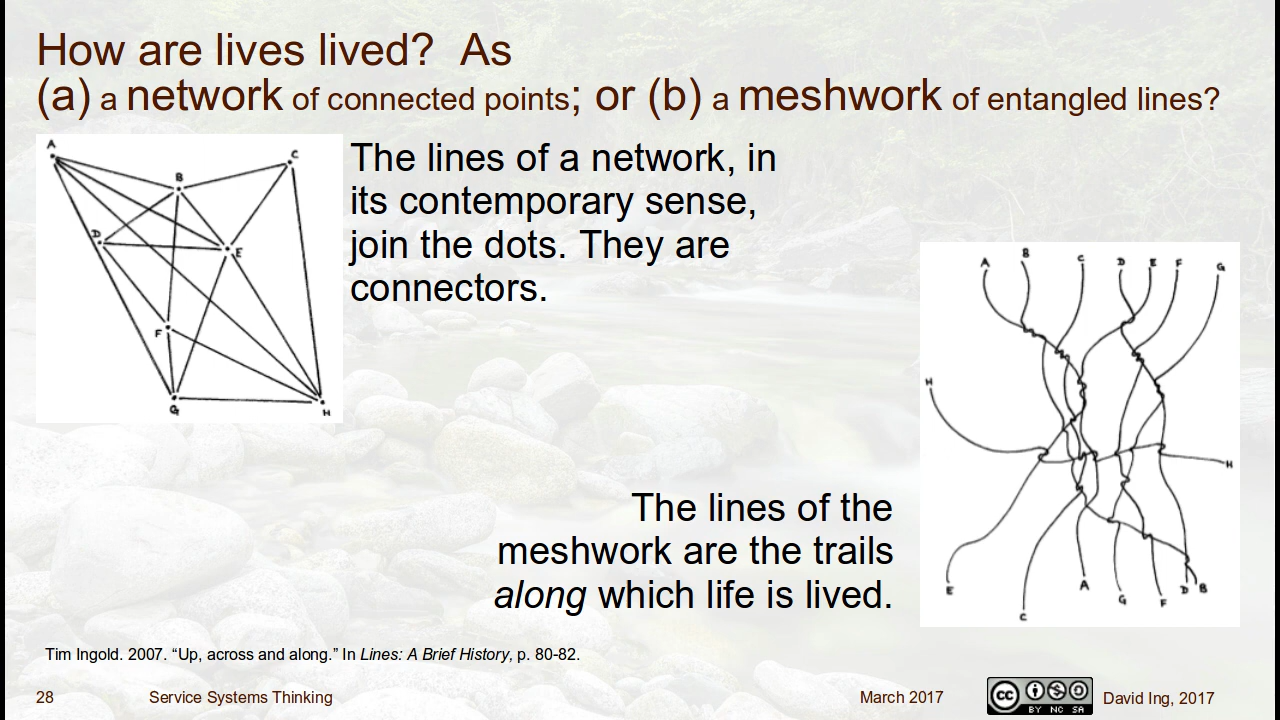 How are lives lived?  As
(a) a network of connected points; or (b) a meshwork of entangled lines?
A
B
C
D
E
F
G
H
The lines of a network, in
its contemporary sense,
join the dots. They are
connectors.
A B C D E F G
H
H
E C A G F D B
The lines of the
meshwork are the trails
along which life is lived.
Tim Ingold. 2007. “Up, across and along.” In Lines: A Brief History, p. 80-82.
28 Service Systems Thinking March 2017 cc BY NC SA David Ing, 2017